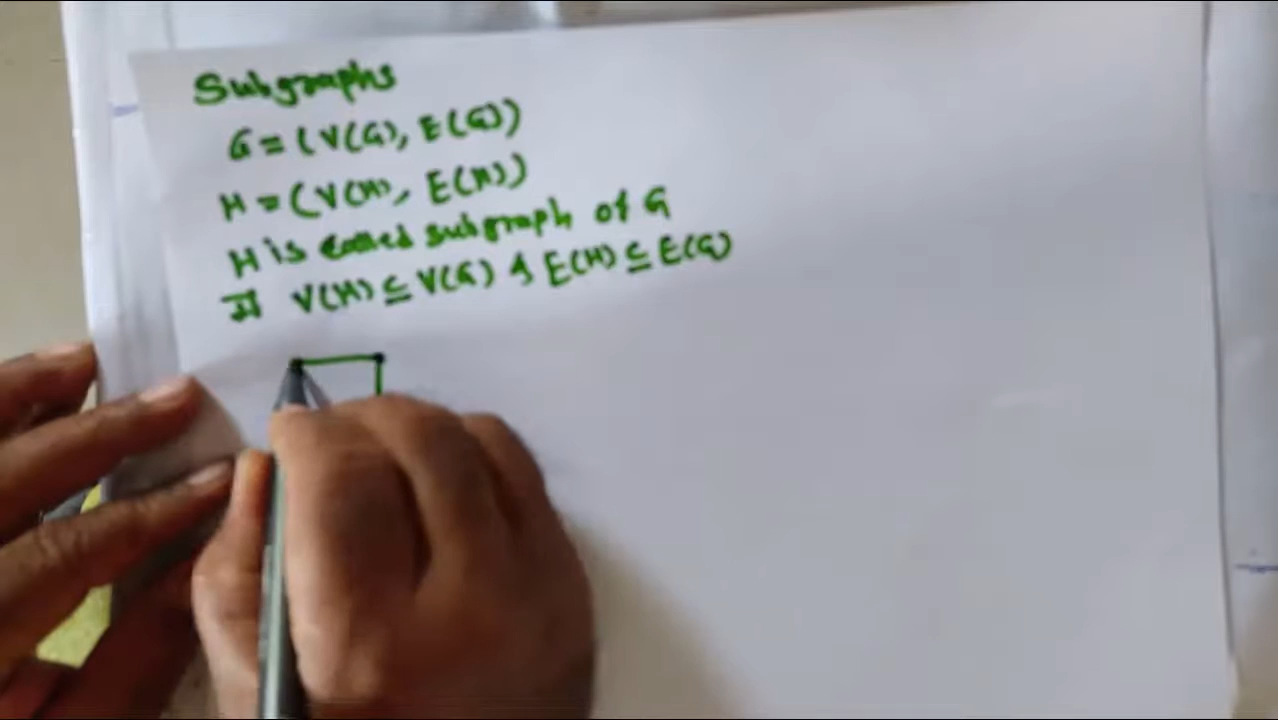 Subgraphs
G = (V(G), E(G))
H = (V(H), E(H))
H is called subgraph of G
If V(H) ⊆ V(G) & E(H) ⊆ E(G)